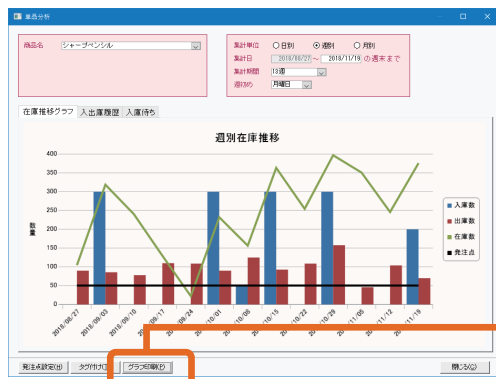 単品分析
商品名 シャープペンシル
集計単位 日別 週別 月別
集計日 2018/08/27 ～ 2018/11/19 の週末まで
集計期間 13週
週初め 月曜日
在庫推移グラフ 入出庫履歴 入庫待ち
週別在庫推移
数量
400
350
300
250
200
150
100
50
0
入庫数
出庫数
在庫数
発注点
2018/08/27 2018/09/03 2018/09/10 2018/09/17 2018/09/24 2018/10/01 2018/10/08 2018/10/15 2018/10/22 2018/10/29 2018/11/05 2018/11/12 2018/11/19
発注点設定(H) グラフ印刷(P) 閉じる(C)